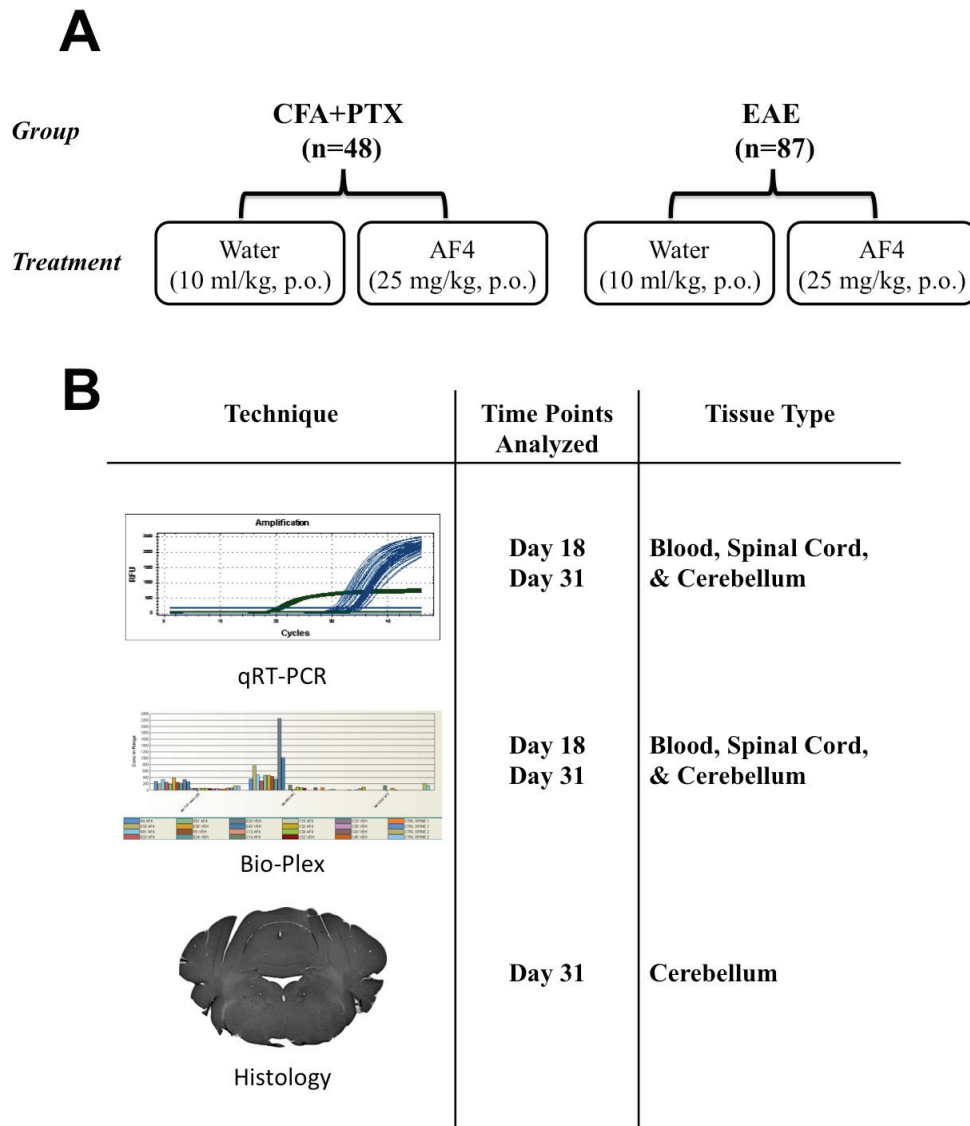 A
Group
CFA+PTX
(n=48)
EAE
(n=87)
Treatment
Water
(10 ml/kg, p.o.)
AF4
(25 mg/kg, p.o.)
Water
(10 ml/kg, p.o.)
AF4
(25 mg/kg, p.o.)
B
Technique
Time Points
Analyzed
Tissue Type
Amplification
RFU
Cycles
qRT-PCR
Day 18
Day 31
Blood, Spinal Cord,
& Cerebellum
Bio-Plex
Day 18
Day 31
Blood, Spinal Cord,
& Cerebellum
Histology
Day 31
Cerebellum